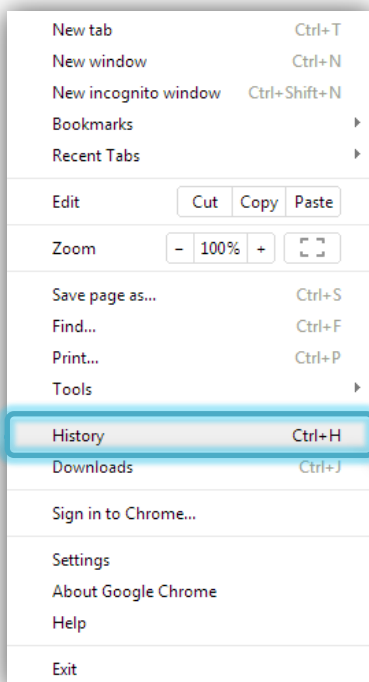 New tab Ctrl+T
New window Ctrl+N
New incognito window Ctrl+Shift+N
Bookmarks
Recent Tabs
Edit Cut Copy Paste
Zoom − 100% +
Save page as... Ctrl+S
Find... Ctrl+F
Print... Ctrl+P
Tools
History Ctrl+H
Downloads Ctrl+J
Sign in to Chrome...
Settings
About Google Chrome
Help
Exit